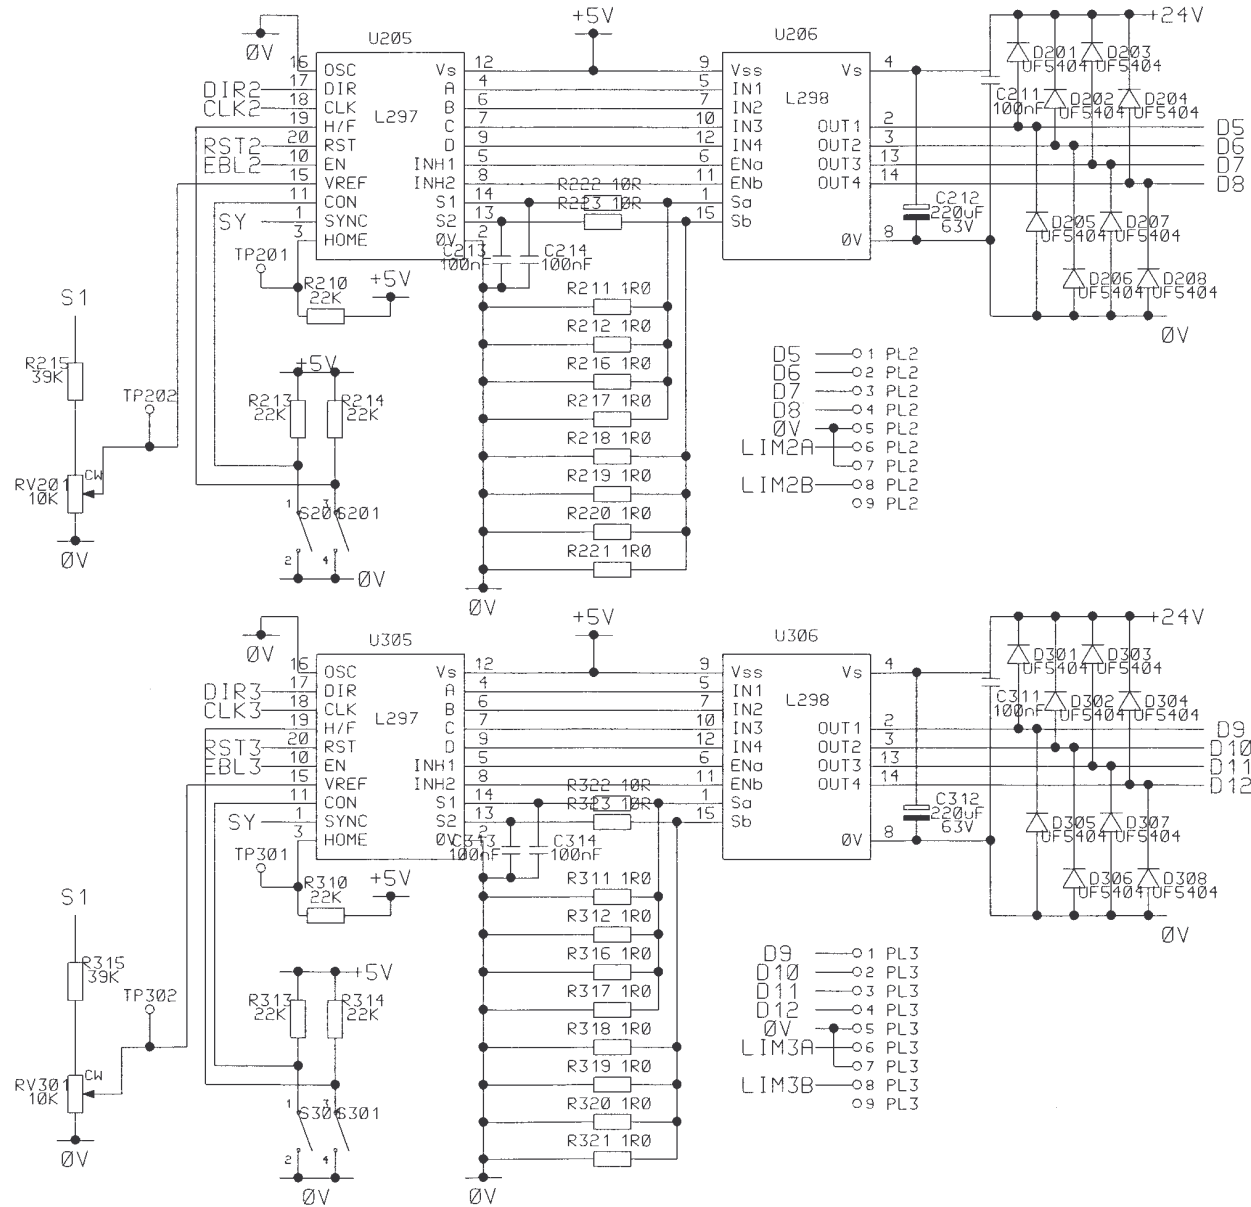 +5V
+24V
0V
U205
U206
16 OSC Vs 12
9 Vss Vs 4
D201 D203
UF5404 UF5404
DIR2 17 DIR A 4
5 IN1
C211
100nF
D202 D204
UF5404 UF5404
CLK2 18 CLK B 6
7 IN2
L297
L298
19 H/F C 7
10 IN3 OUT1 2
D5
RST2 20 RST D 9
12 IN4 OUT2 3
D6
EBL2 10 EN INH1 5
6 ENa OUT3 13
D7
15 VREF INH2 8
R222 10R
11 ENb OUT4 14
D8
11 CON S1 14
R223 10R
1 Sa
C212
220uF
63V
SY 1 SYNC S2 13
15 Sb
D205 D207
UF5404 UF5404
3 HOME 0V 2
0V 8
TP201
C213 C214
100nF 100nF
R210
22K
+5V
D206 D208
UF5404 UF5404
R211 1R0
S1
R212 1R0
0V
R215
39K
+5V
R216 1R0
D5 1 PL2
D6 2 PL2
TP202
R213 R214
22K 22K
R217 1R0
D7 3 PL2
D8 4 PL2
R218 1R0
0V 5 PL2
LIM2A 6 PL2
7 PL2
RV201 CW
10K
R219 1R0
LIM2B 8 PL2
9 PL2
1 3
S201 S201
R220 1R0
0V
R221 1R0
2 4
0V
0V
+5V
+24V
0V
U305
U306
16 OSC Vs 12
9 Vss Vs 4
D301 D303
UF5404 UF5404
DIR3 17 DIR A 4
5 IN1
C311
100nF
D302 D304
UF5404 UF5404
CLK3 18 CLK B 6
7 IN2
L297
L298
19 H/F C 7
10 IN3 OUT1 2
D9
RST3 20 RST D 9
12 IN4 OUT2 3
D10
EBL3 10 EN INH1 5
6 ENa OUT3 13
D11
15 VREF INH2 8
R322 10R
11 ENb OUT4 14
D12
11 CON S1 14
R323 10R
1 Sa
C312
220uF
63V
SY 1 SYNC S2 13
15 Sb
D305 D307
UF5404 UF5404
3 HOME 0V 2
0V 8
TP301
C313 C314
100nF 100nF
R310
22K
+5V
D306 D308
UF5404 UF5404
R311 1R0
S1
R312 1R0
0V
R315
39K
+5V
R316 1R0
D9 1 PL3
D10 2 PL3
TP302
R313 R314
22K 22K
R317 1R0
D11 3 PL3
D12 4 PL3
R318 1R0
0V 5 PL3
LIM3A 6 PL3
7 PL3
RV301 CW
10K
R319 1R0
LIM3B 8 PL3
9 PL3
1 3
S301 S301
R320 1R0
0V
R321 1R0
2 4
0V
0V